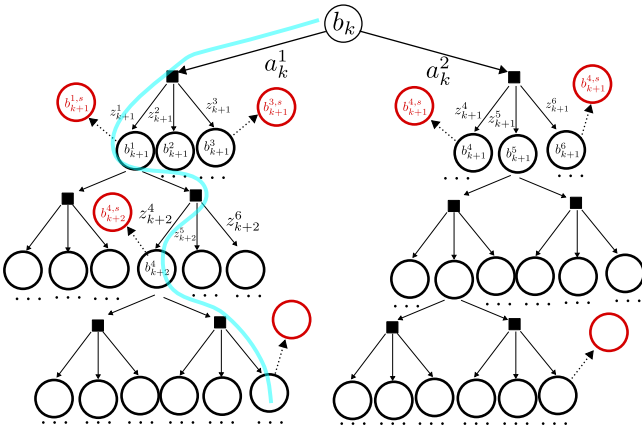 b_k
a_k^1
a_k^2
b_{k+1}^{1,s}
z_{k+1}^1
z_{k+1}^2
z_{k+1}^3
b_{k+1}^{3,s}
b_{k+1}^{4,s}
z_{k+1}^4
z_{k+1}^5
z_{k+1}^6
b_{k+1}^{4,s}
b_{k+1}^1
b_{k+1}^2
b_{k+1}^3
b_{k+1}^4
b_{k+1}^5
b_{k+1}^6
. . . .
. . . .
. . . .
b_{k+2}^{4,s}
z_{k+2}^4
z_{k+2}^5
z_{k+2}^6
b_{k+2}^4